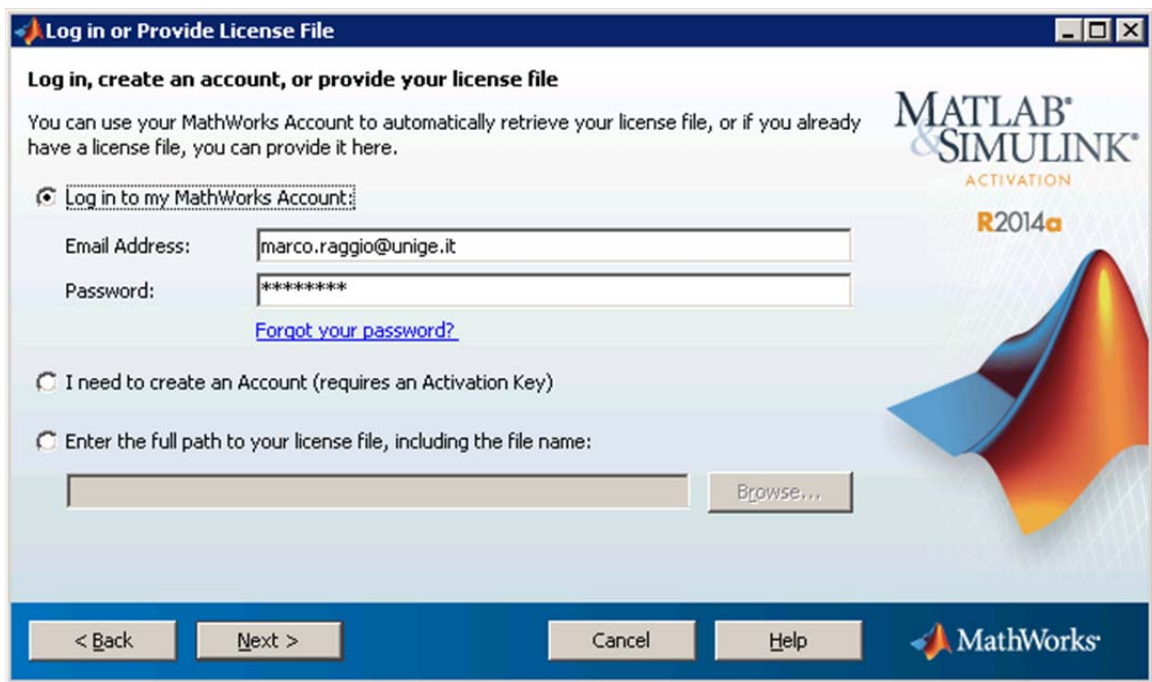 Log in or Provide License File
Log in, create an account, or provide your license file
You can use your MathWorks Account to automatically retrieve your license file, or if you already
have a license file, you can provide it here.
MATLAB®
&SIMULINK®
ACTIVATION
R2014a
Log in to my MathWorks Account:
Email Address:
marco.raggio@unige.it
Password:
********
Forgot your password?
I need to create an Account (requires an Activation Key)
Enter the full path to your license file, including the file name:
Browse...
< Back
Next >
Cancel
Help
MathWorks®